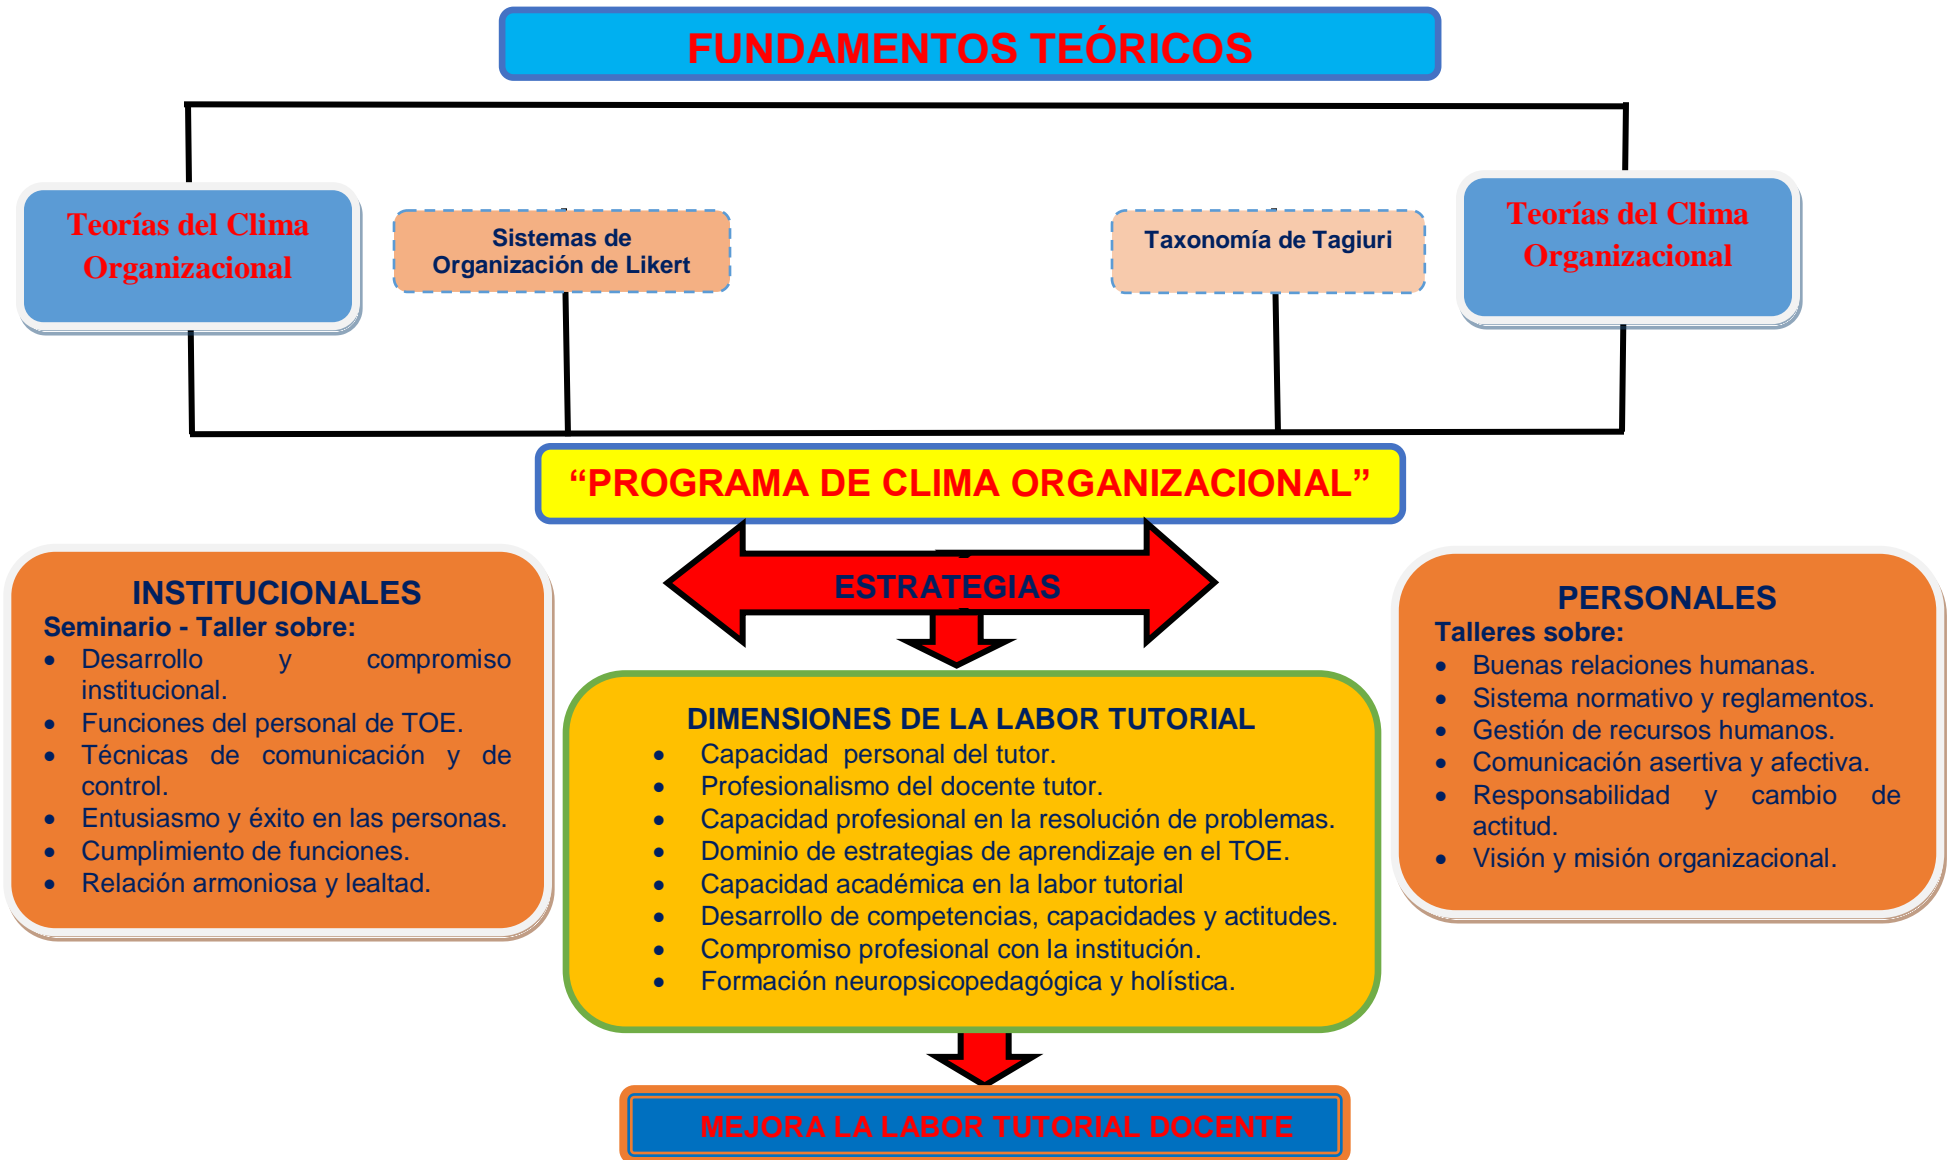 FUNDAMENTOS TEÓRICOS
Teorías del Clima
Organizacional
Sistemas de
Organización de Likert
Taxonomía de Tagiuri
Teorías del Clima
Organizacional
“PROGRAMA DE CLIMA ORGANIZACIONAL”
ESTRATEGIAS
INSTITUCIONALES
Seminario - Taller sobre:
• Desarrollo y compromiso
institucional.
• Funciones del personal de TOE.
• Técnicas de comunicación y de
control.
• Entusiasmo y éxito en las personas.
• Cumplimiento de funciones.
• Relación armoniosa y lealtad.
DIMENSIONES DE LA LABOR TUTORIAL
• Capacidad personal del tutor.
• Profesionalismo del docente tutor.
• Capacidad profesional en la resolución de problemas.
• Dominio de estrategias de aprendizaje en el TOE.
• Capacidad académica en la labor tutorial
• Desarrollo de competencias, capacidades y actitudes.
• Compromiso profesional con la institución.
• Formación neuropsicopedagógica y holística.
PERSONALES
Talleres sobre:
• Buenas relaciones humanas.
• Sistema normativo y reglamentos.
• Gestión de recursos humanos.
• Comunicación asertiva y afectiva.
• Responsabilidad y cambio de
actitud.
• Visión y misión organizacional.
MEJORA LA LABOR TUTORIAL DOCENTE